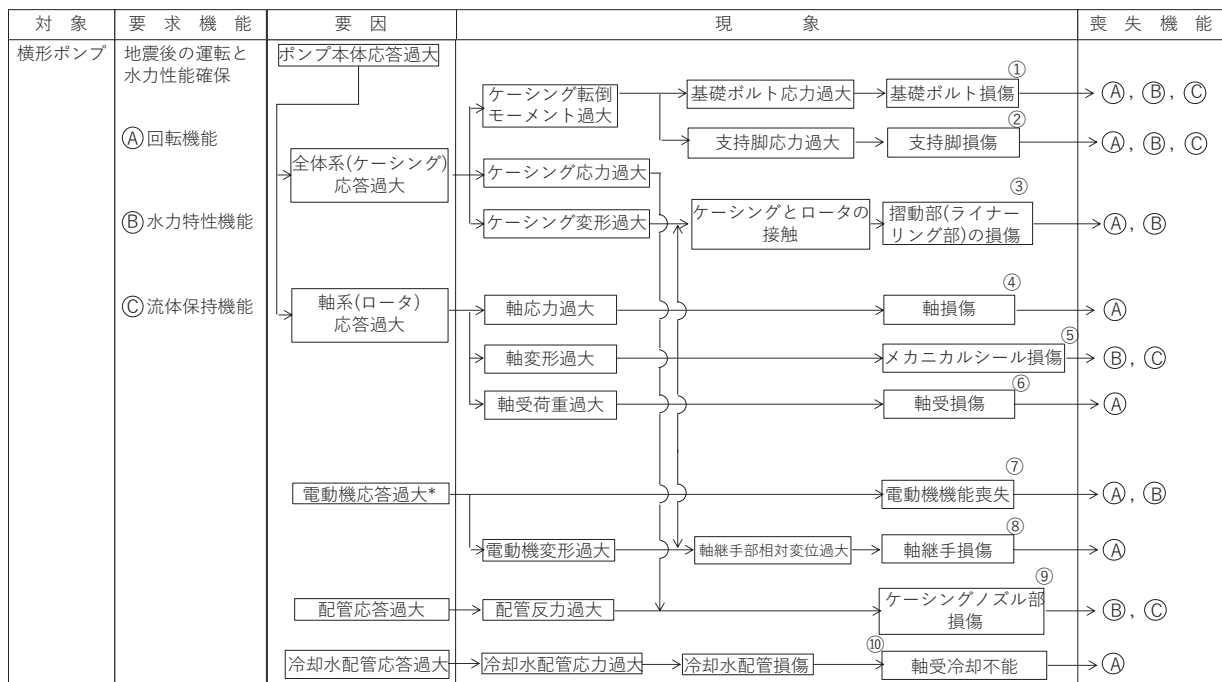 対象 要求機能 要因 現象 喪失機能
横形ポンプ
地震後の運転と
水力性能確保
Ⓐ回転機能
Ⓑ水力特性機能
Ⓒ流体保持機能
ポンプ本体応答過大
全体系(ケーシング)
応答過大
軸系(ロータ)
応答過大
電動機応答過大*
配管応答過大
冷却水配管応答過大
ケーシング転倒
モーメント過大
基礎ボルト応力過大
①
基礎ボルト損傷
Ⓐ, Ⓑ, Ⓒ
支持脚応力過大
②
支持脚損傷
Ⓐ, Ⓑ, Ⓒ
ケーシング応力過大
ケーシング変形過大
ケーシングとロータの
接触
③
摺動部(ライナー
リング部)の損傷
Ⓐ, Ⓑ
軸応力過大
④
軸損傷
Ⓐ
軸変形過大
⑤
メカニカルシール損傷
Ⓑ, Ⓒ
軸受荷重過大
⑥
軸受損傷
Ⓐ
⑦
電動機機能喪失
Ⓐ, Ⓑ
電動機変形過大
軸継手部相対変位過大
⑧
軸継手損傷
Ⓐ
配管反力過大
⑨
ケーシングノズル部
損傷
Ⓑ, Ⓒ
冷却水配管応力過大
冷却水配管損傷
⑩
軸受冷却不能
Ⓐ